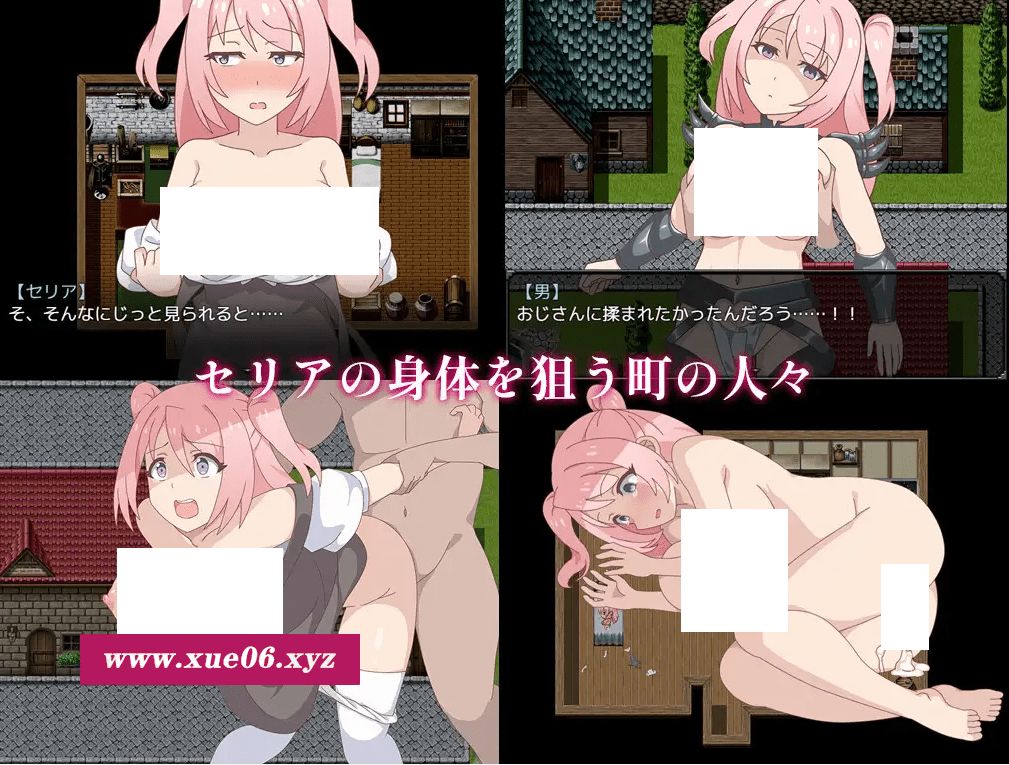 【セリア】
そ、そんなにじっと見られると……
【男】
おじさんに揉まれたかったんだろう……！！
セリアの身体を狙う町の人々
www.xue06.xyz